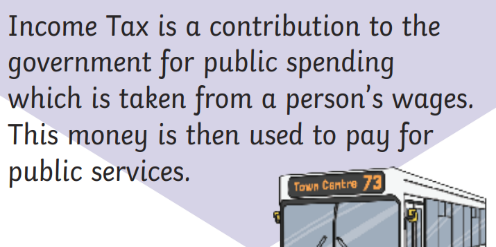 Income Tax is a contribution to the
government for public spending
which is taken from a person's wages.
This money is then used to pay for
public services.
Town Centre 73